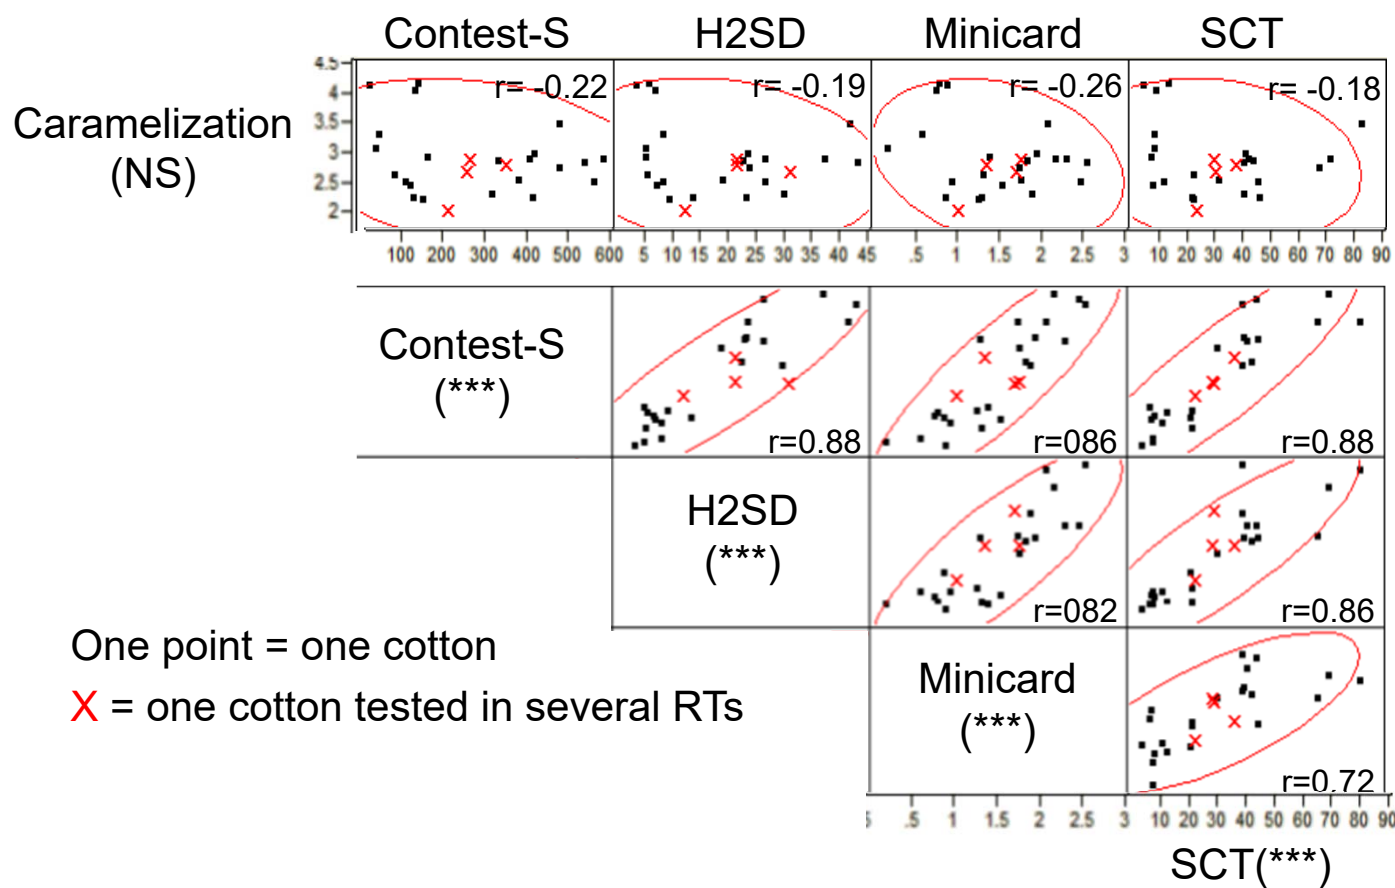 Contest-S H2SD Minicard SCT
4.5
4
3.5
3
2.5
2
Caramelization
(NS)
r= -0.22 r= -0.19 r= -0.26 r= -0.18
100 200 300 400 500 600 5 10 15 20 25 30 35 40 45 .5 1 1.5 2 2.5 3 10 20 30 40 50 60 70 80 90
Contest-S
(***)
r=0.88 r=086 r=0.88
H2SD
(***)
r=082 r=0.86
One point = one cotton
X = one cotton tested in several RTs
Minicard
(***)
r=0.72
.5 1 1.5 2 2.5 3 10 20 30 40 50 60 70 80 90
SCT(***)